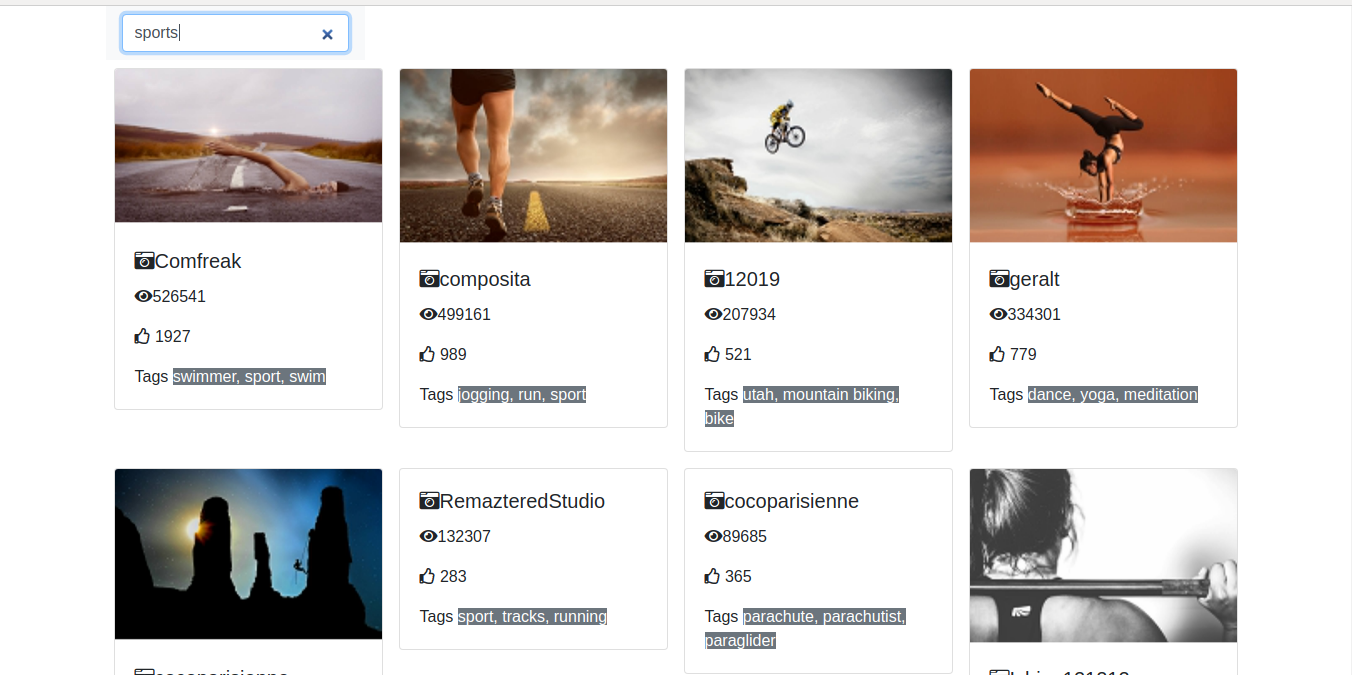 sports
Comfreak
526541
1927
Tags swimmer, sport, swim
composita
499161
989
Tags jogging, run, sport
12019
207934
521
Tags utah, mountain biking,
bike
geralt
334301
779
Tags dance, yoga, meditation
RemazteredStudio
132307
283
Tags sport, tracks, running
cocoparisienne
89685
365
Tags parachute, parachutist,
paraglider
cocoparisienne